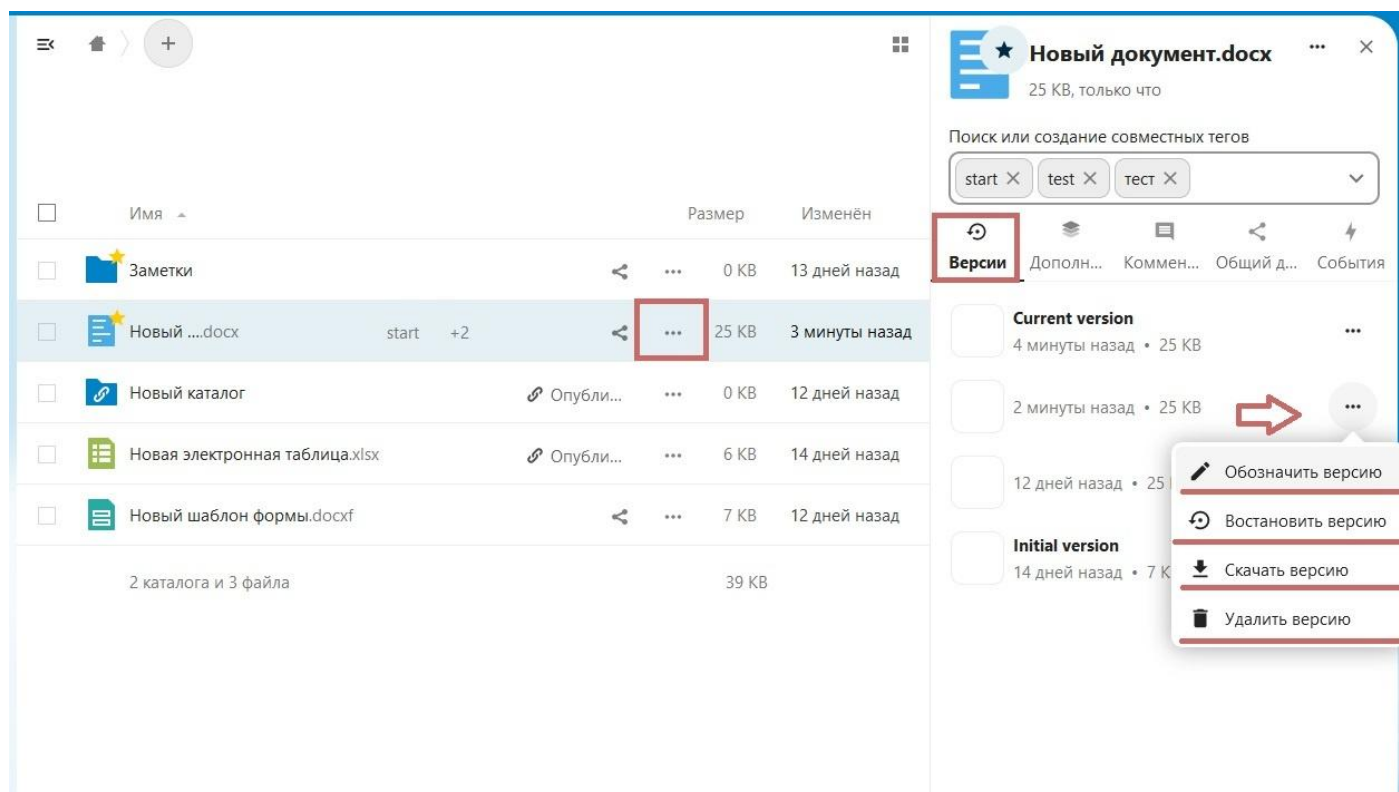 Имя
Размер
Изменён
Заметки
0 KB
13 дней назад
Новый ....docx
start
+2
25 KB
3 минуты назад
Новый каталог
Опубли...
0 KB
12 дней назад
Новая электронная таблица.xlsx
Опубли...
6 KB
14 дней назад
Новый шаблон формы.docxf
7 KB
12 дней назад
2 каталога и 3 файла
39 KB
Новый документ.docx
25 KB, только что
Поиск или создание совместных тегов
start
test
тест
Версии
Дополн...
Коммен...
Общий д...
События
Current version
4 минуты назад • 25 KB
2 минуты назад • 25 KB
12 дней назад • 25
Initial version
14 дней назад • 7 K
Обозначить версию
Востановить версию
Скачать версию
Удалить версию